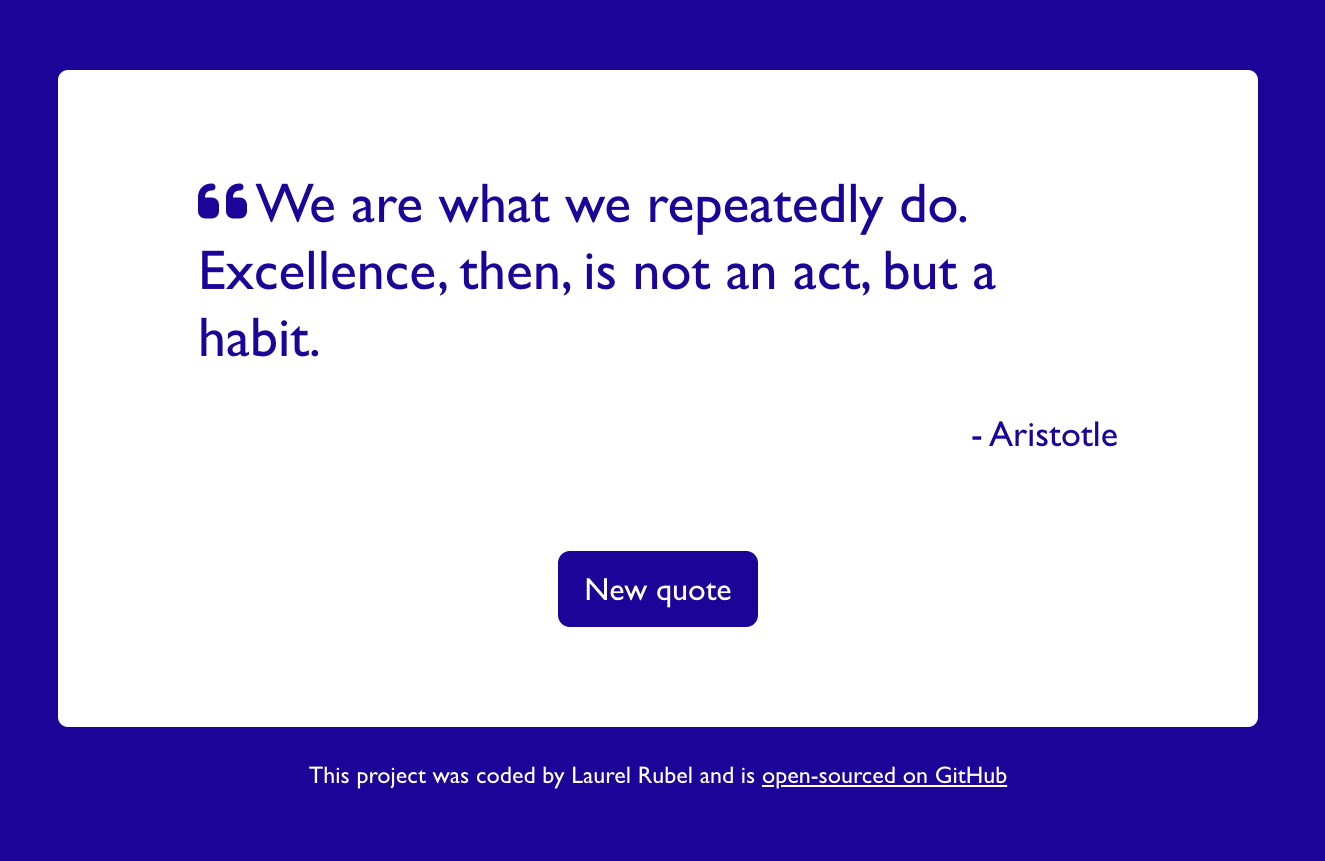 “We are what we repeatedly do.
Excellence, then, is not an act, but a
habit.
- Aristotle
New quote
This project was coded by Laurel Rubel and is open-sourced on GitHub